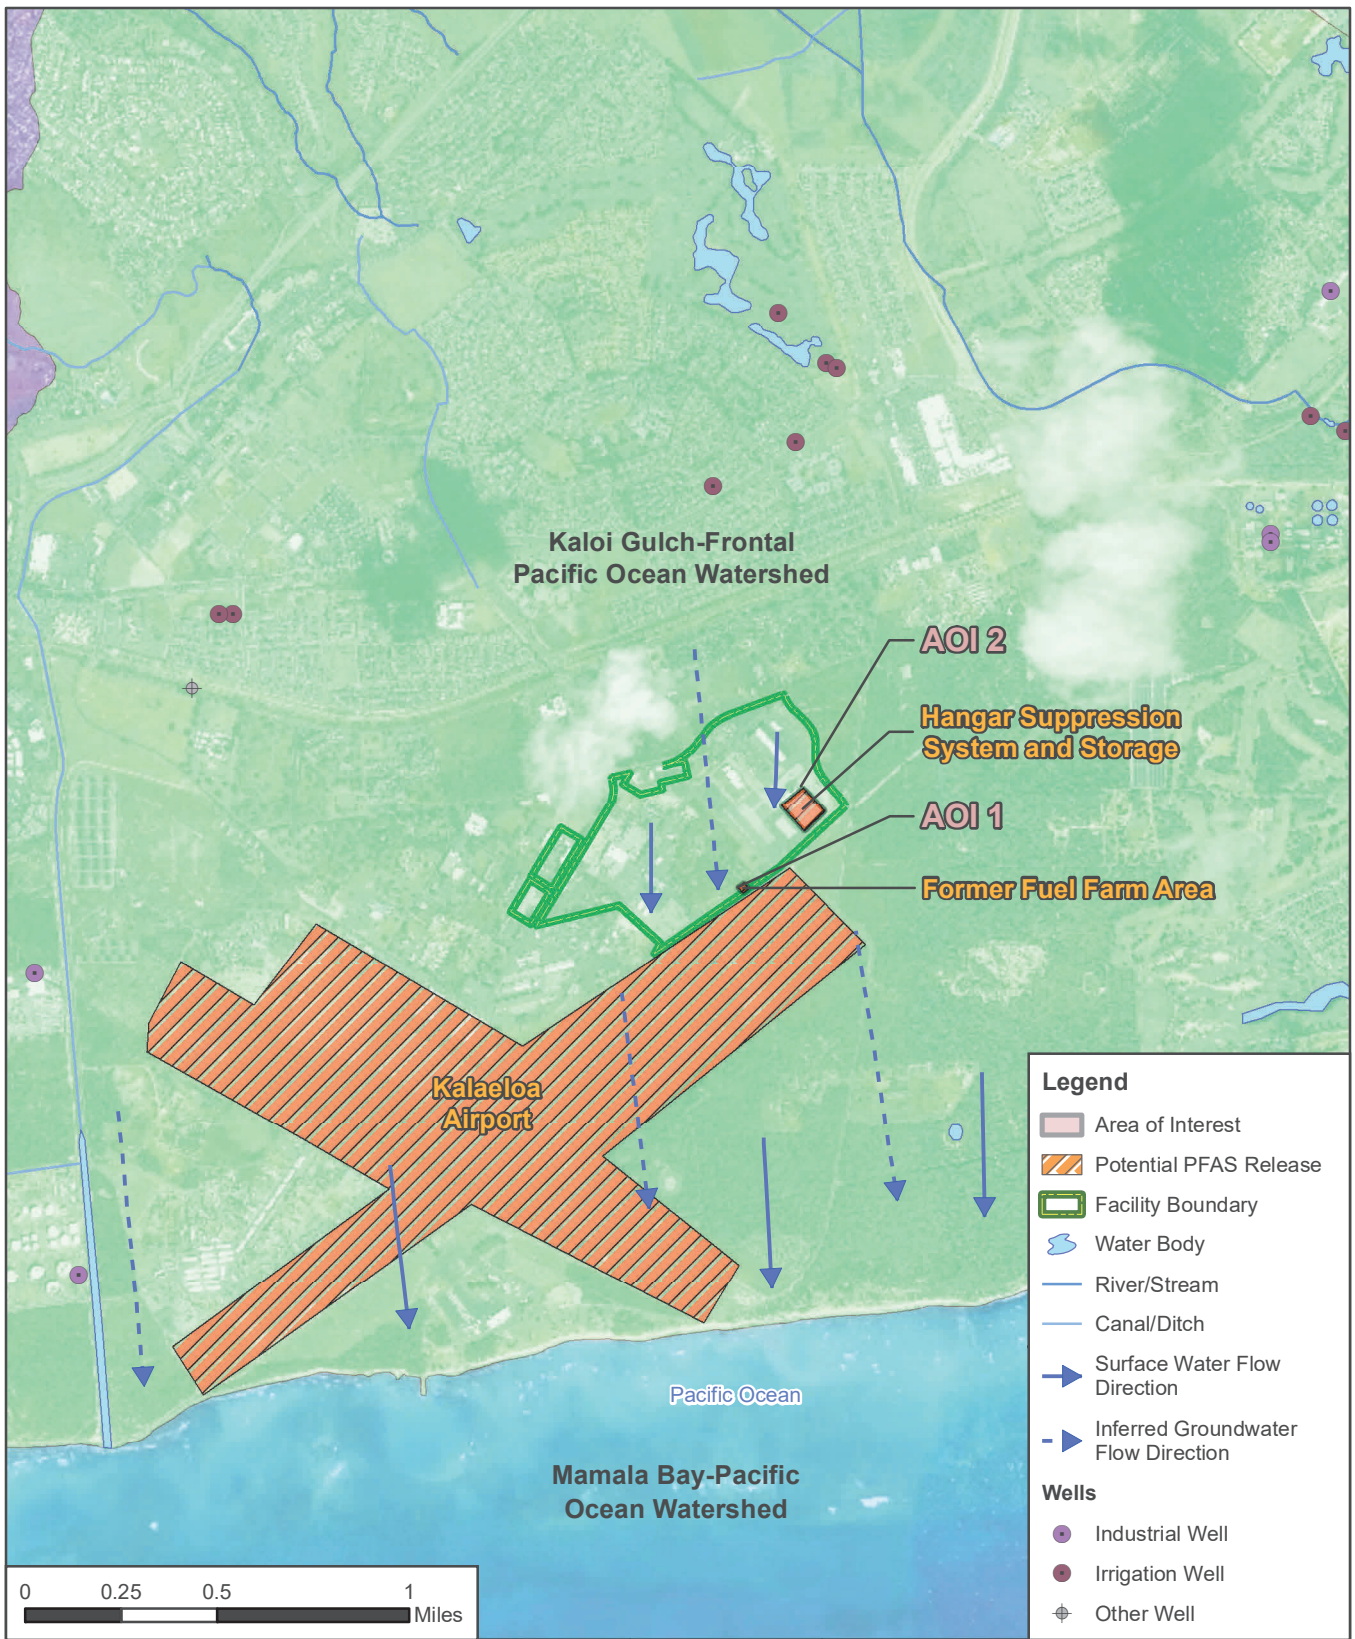 Kaloi Gulch-Frontal
Pacific Ocean Watershed
AOI 2
Hangar Suppression
System and Storage
AOI 1
Former Fuel Farm Area
Kalaeloa
Airport
Pacific Ocean
Mamala Bay-Pacific
Ocean Watershed
Legend
Area of Interest
Potential PFAS Release
Facility Boundary
Water Body
River/Stream
Canal/Ditch
Surface Water Flow
Direction
Inferred Groundwater
Flow Direction
Wells
Industrial Well
Irrigation Well
Other Well
0 0.25 0.5 1
Miles